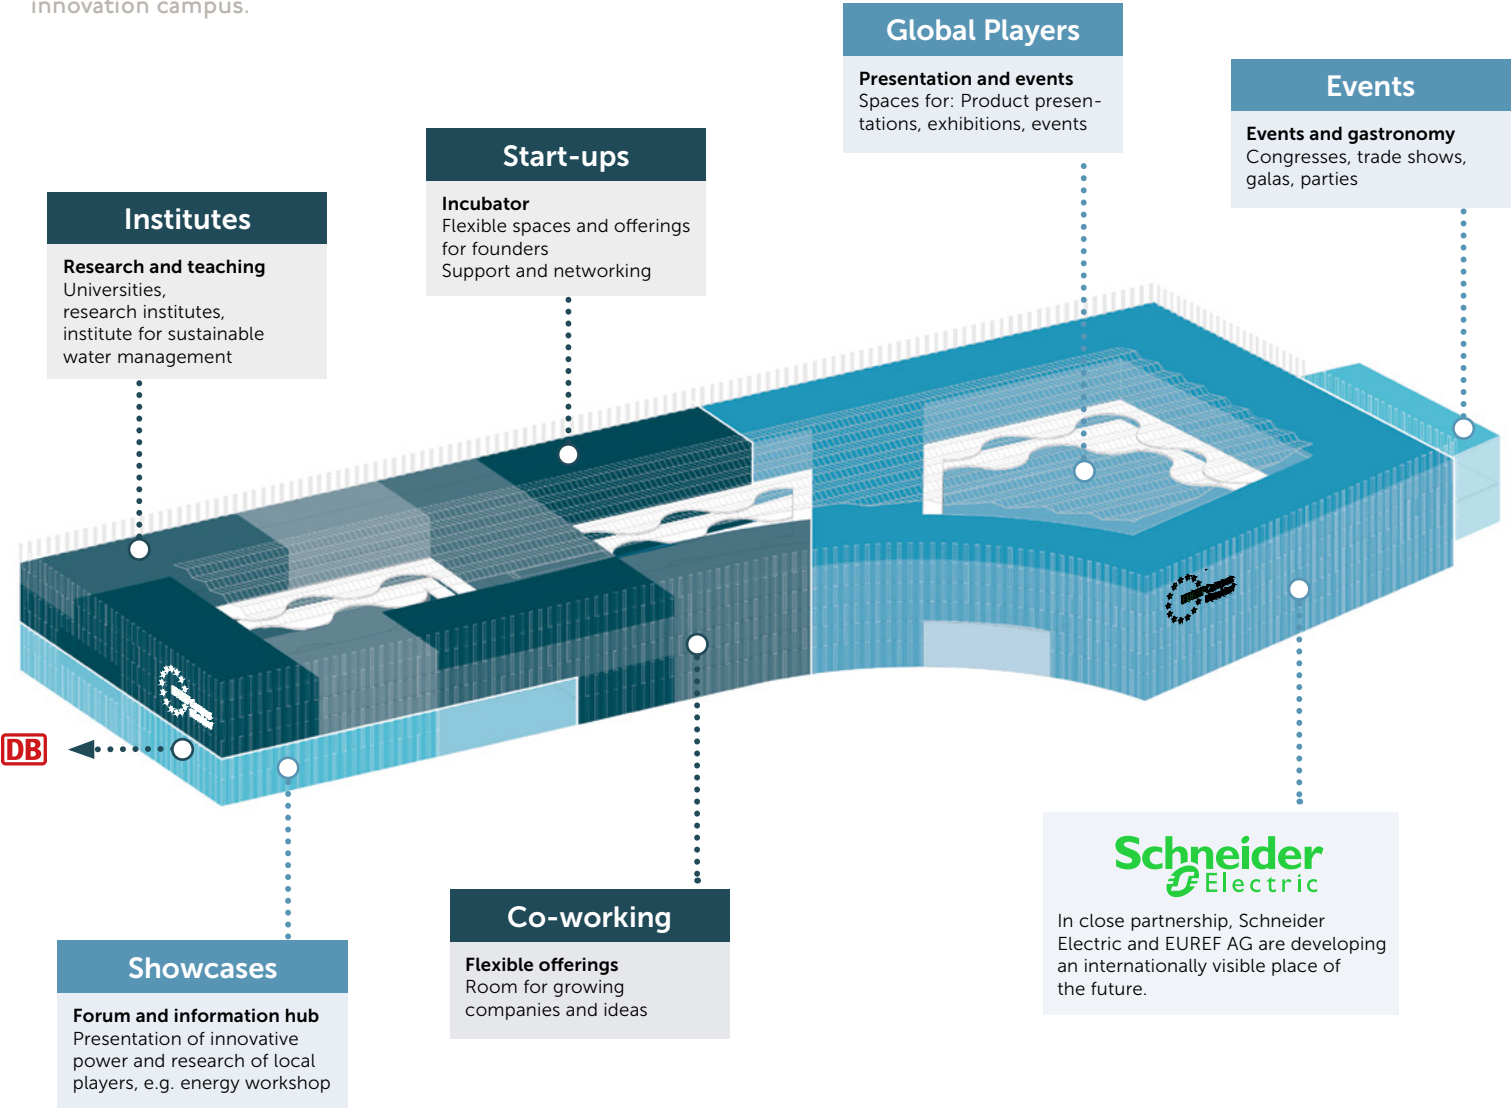 innovation campus.
Global Players
Presentation and events
Spaces for: Product presen-
tations, exhibitions, events
Events
Events and gastronomy
Congresses, trade shows,
galas, parties
Start-ups
Incubator
Flexible spaces and offerings
for founders
Support and networking
Institutes
Research and teaching
Universities,
research institutes,
institute for sustainable
water management
DB
Schneider
Electric
In close partnership, Schneider
Electric and EUREF AG are developing
an internationally visible place of
the future.
Co-working
Flexible offerings
Room for growing
companies and ideas
Showcases
Forum and information hub
Presentation of innovative
power and research of local
players, e.g. energy workshop